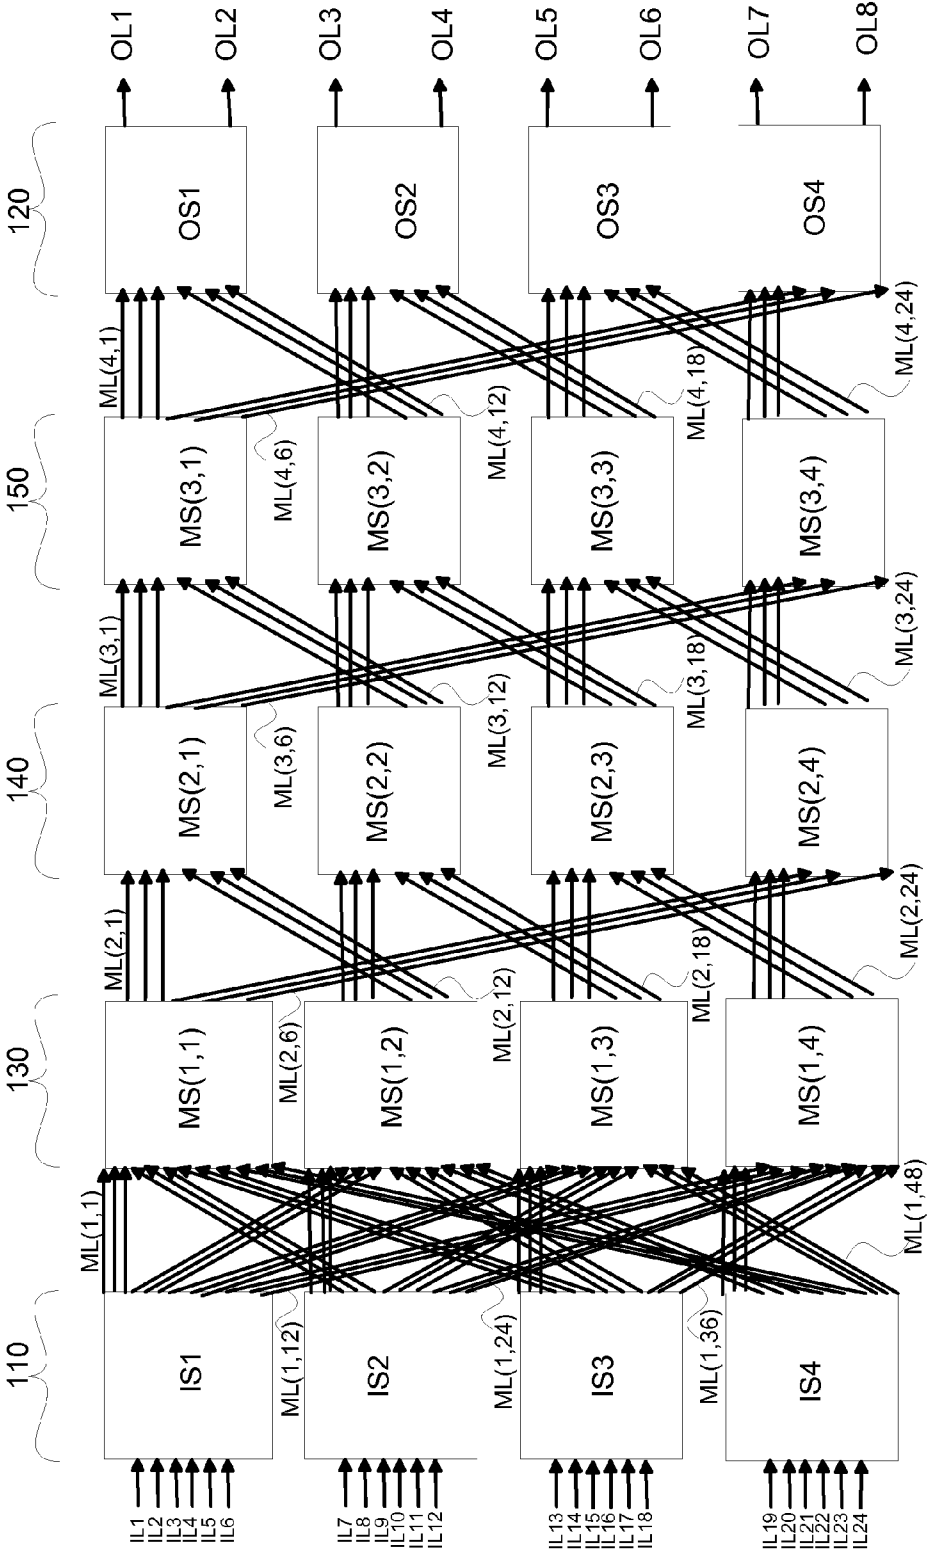 110
130
140
150
120
IL1
IL2
IL3
IL4
IL5
IL6
IS1
ML(1,1)
ML(1,12)
MS(1,1)
ML(2,1)
ML(2,6)
MS(2,1)
ML(3,1)
ML(3,6)
MS(3,1)
ML(4,1)
ML(4,6)
OS1
OL1
OL2
IL7
IL8
IL9
IL10
IL11
IL12
IS2
ML(1,24)
MS(1,2)
ML(2,12)
MS(2,2)
ML(3,12)
MS(3,2)
ML(4,12)
OS2
OL3
OL4
IL13
IL14
IL15
IL16
IL17
IL18
IS3
ML(1,36)
MS(1,3)
ML(2,18)
MS(2,3)
ML(3,18)
MS(3,3)
ML(4,18)
OS3
OL5
OL6
IL19
IL20
IL21
IL22
IL23
IL24
IS4
ML(1,48)
MS(1,4)
ML(2,24)
MS(2,4)
ML(3,24)
MS(3,4)
ML(4,24)
OS4
OL7
OL8